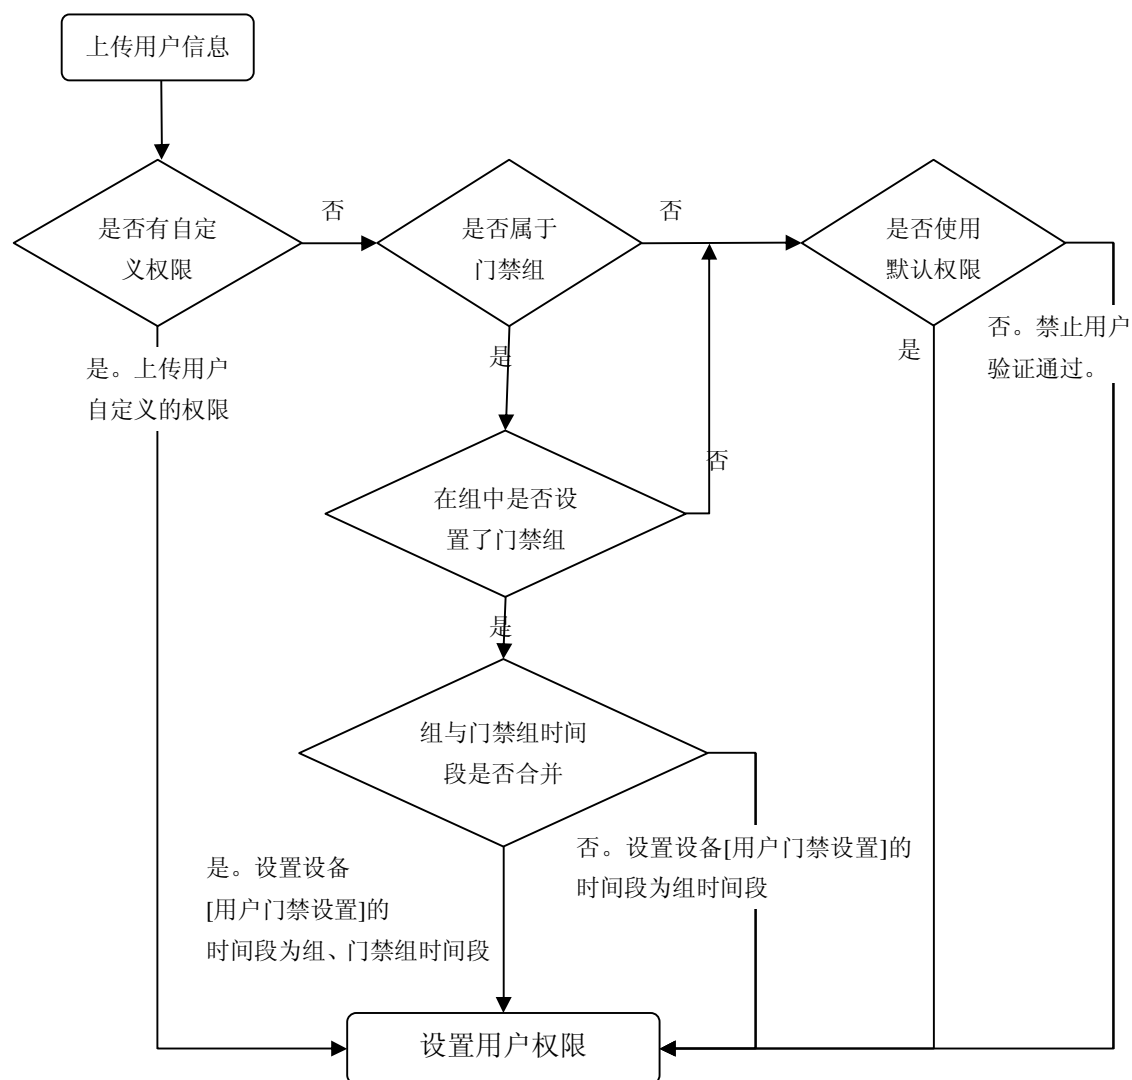 上传用户信息
是否有自定
义权限
否
是否属于
门禁组
否
是否使用
默认权限
否。禁止用户
验证通过。
是
是
是。上传用户
自定义的权限
否
在组中是否设
置了门禁组
是
组与门禁组时间
段是否合并
否。设置设备[用户门禁设置]的
时间段为组时间段
是。设置设备
[用户门禁设置]的
时间段为组、门禁组时间段
设置用户权限